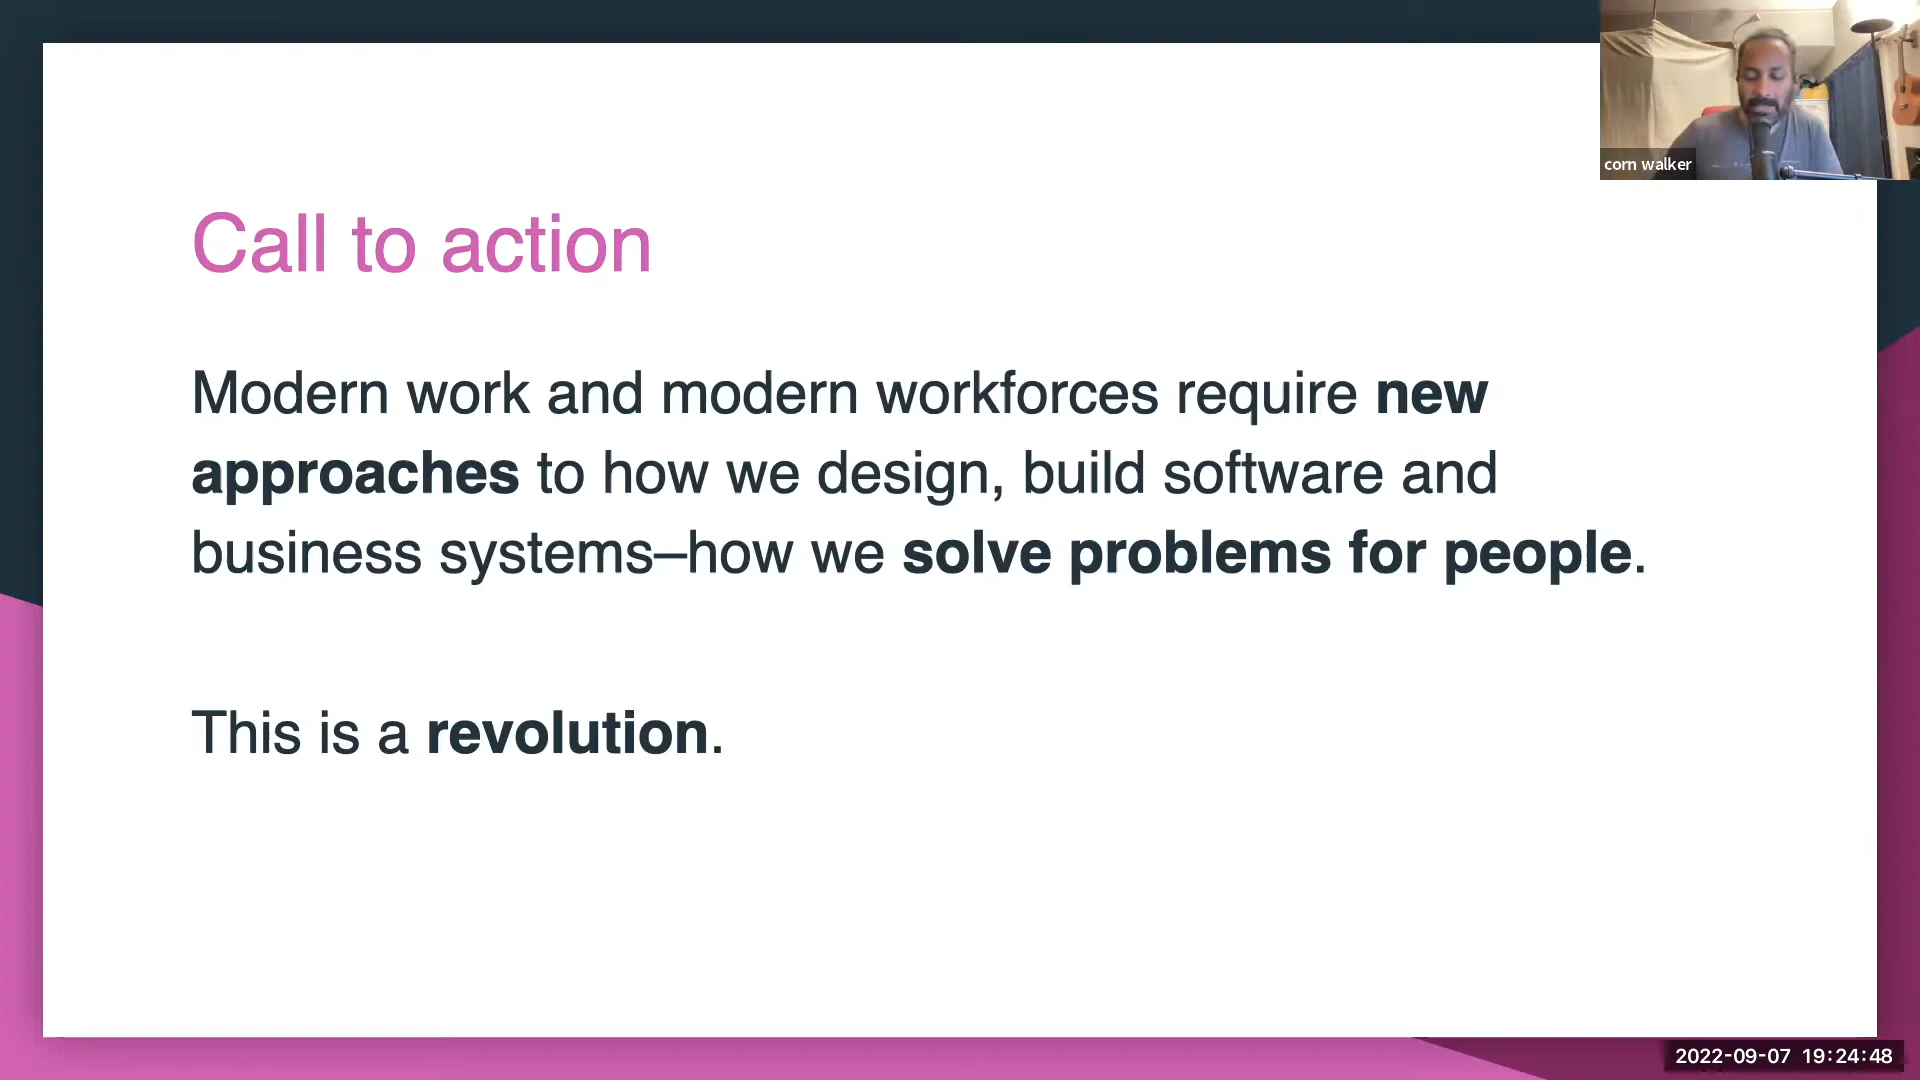 corn walker
Call to action
Modern work and modern workforces require new
approaches to how we design, build software and
business systems–how we solve problems for people.
This is a revolution.
2022-09-07 19:24:48